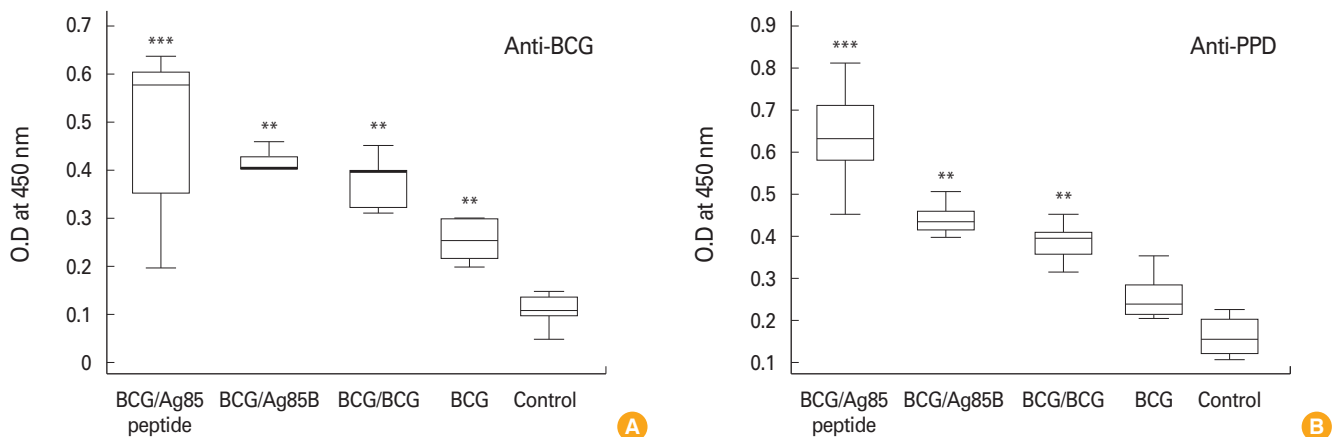 O.D at 450 nm
0.7
0.6
0.5
0.4
0.3
0.2
0.1
0
Anti-BCG
***
**
**
**
BCG/Ag85
peptide
BCG/Ag85B
BCG/BCG
BCG
Control
A
O.D at 450 nm
0.9
0.8
0.7
0.6
0.5
0.4
0.3
0.2
0.1
Anti-PPD
***
**
**
BCG/Ag85
peptide
BCG/Ag85B
BCG/BCG
BCG
Control
B